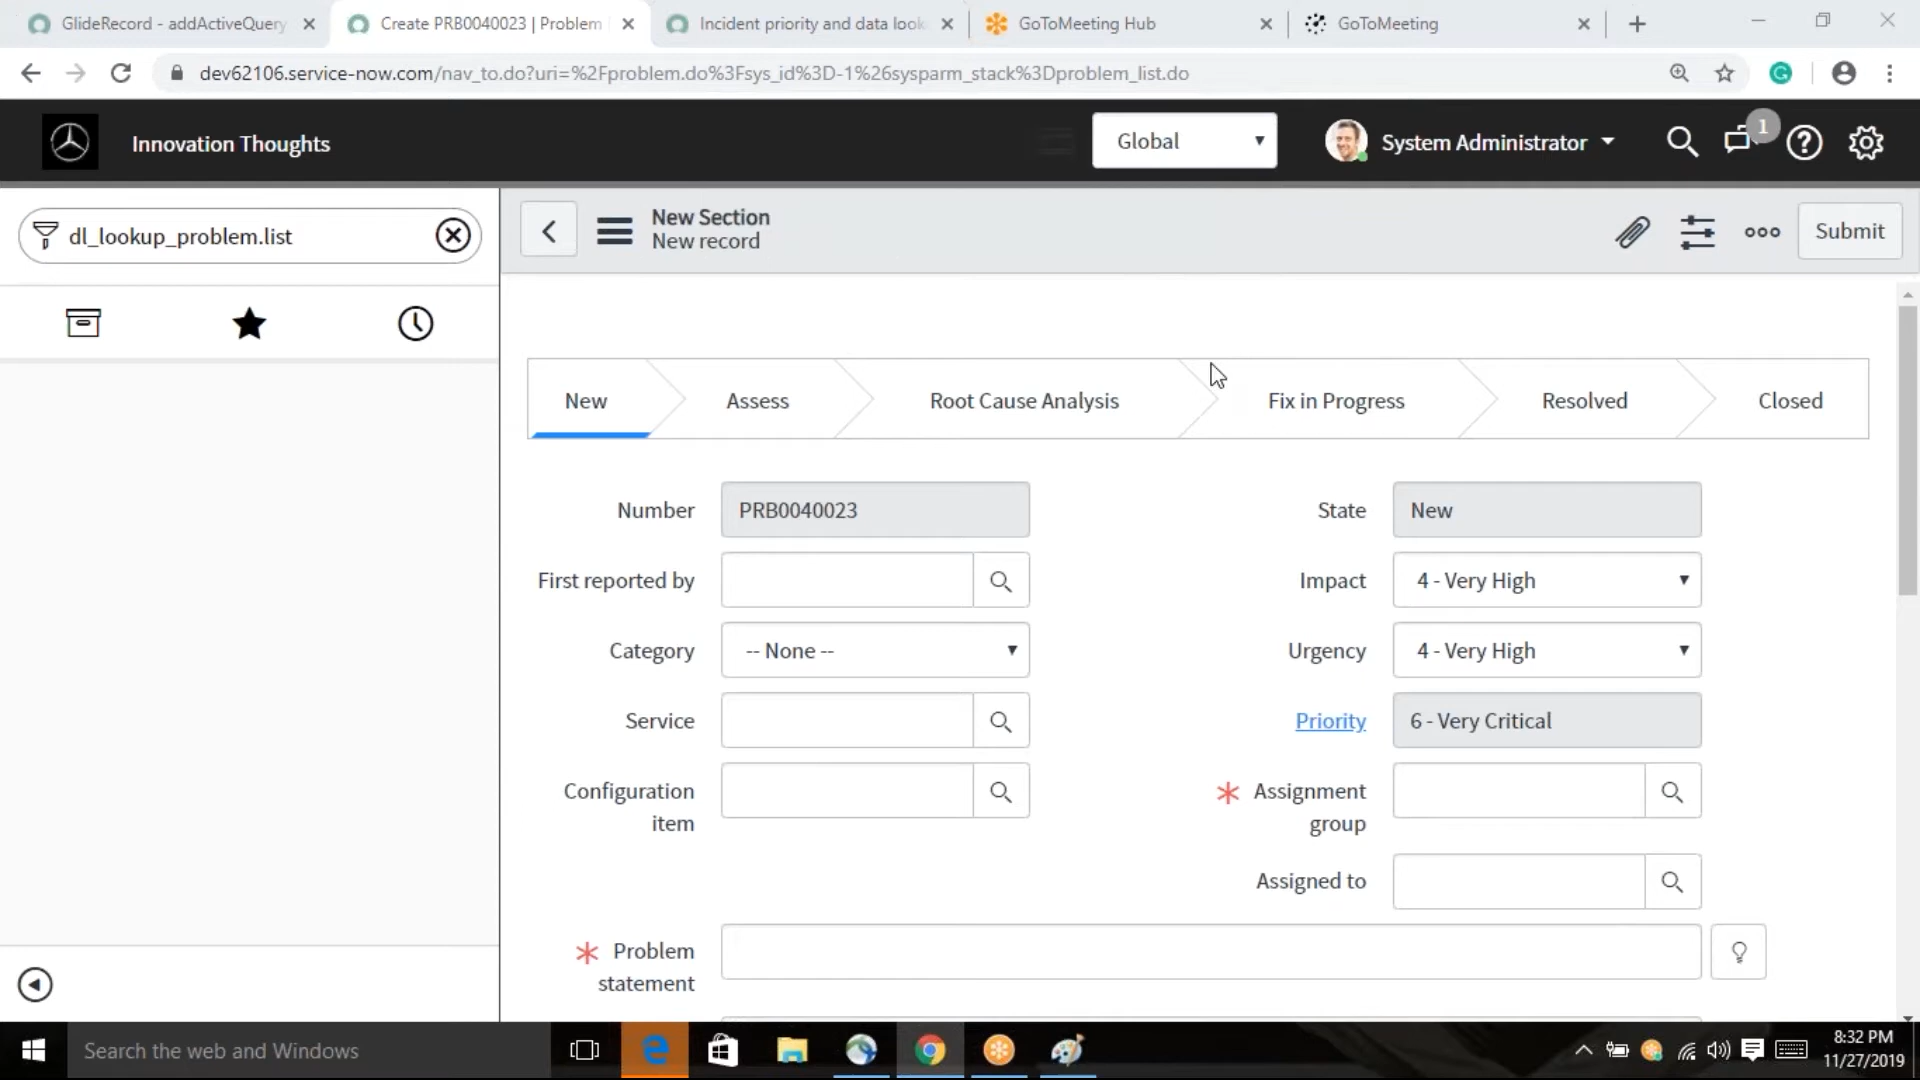 GlideRecord - addActiveQuery
Create PRB0040023 | Problem
Incident priority and data look
GoToMeeting Hub
GoToMeeting
dev62106.service-now.com/nav_to.do?uri=%2Fproblem.do%3Fsys_id%3D-1%26sysparm_stack%3Dproblem_list.do
Innovation Thoughts
Global
System Administrator
1
dl_lookup_problem.list
New Section
New record
Submit
New
Assess
Root Cause Analysis
Fix in Progress
Resolved
Closed
Number
PRB0040023
State
New
First reported by
Impact
4 - Very High
Category
-- None --
Urgency
4 - Very High
Service
Priority
6 - Very Critical
Configuration
item
Assignment
group
Assigned to
Problem
statement
Search the web and Windows
8:32 PM
11/27/2019